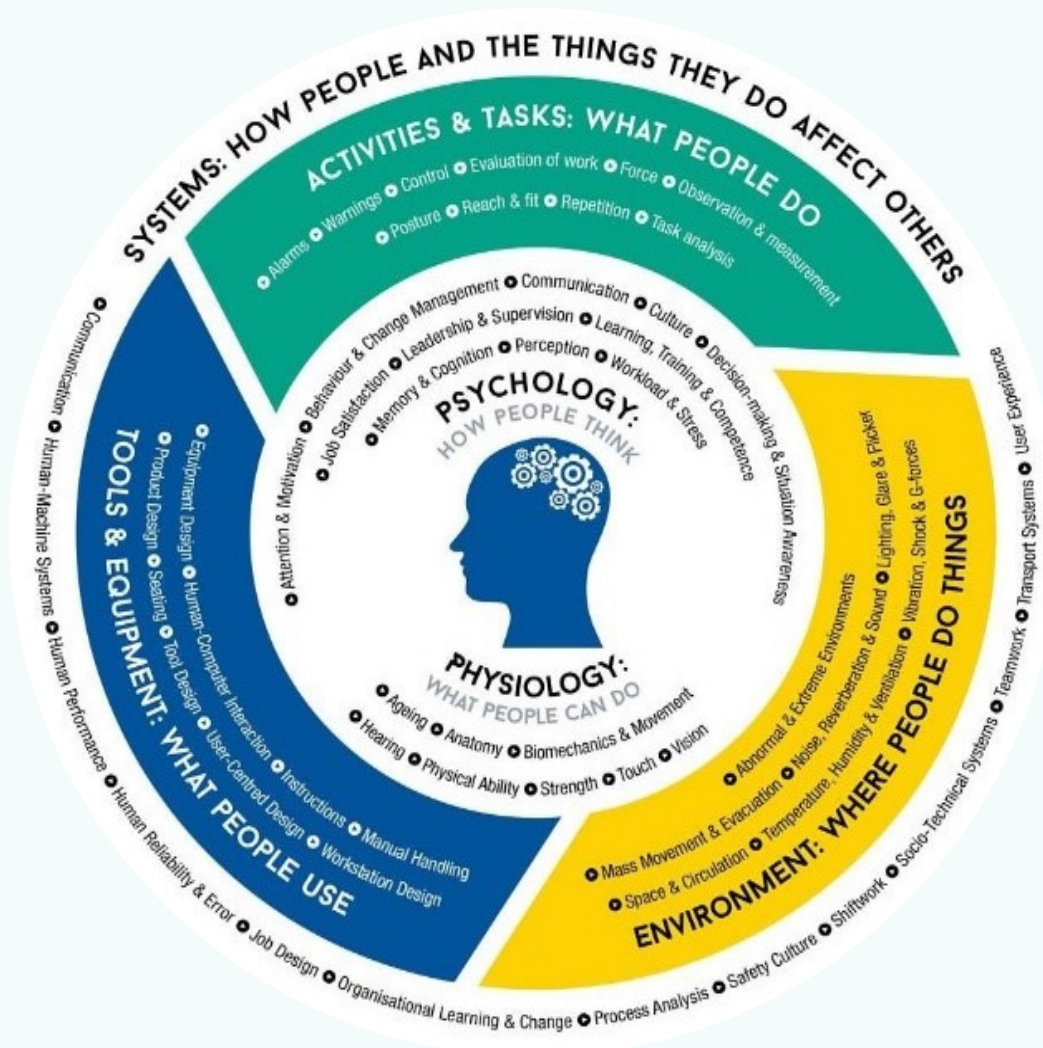 SYSTEMS: HOW PEOPLE AND THE THINGS THEY DO AFFECT OTHERS
ACTIVITIES & TASKS: WHAT PEOPLE DO
Alarms Warnings Control Evaluation of work Force Observation & measurement
Posture Reach & fit Repetition Task analysis
Attention & Motivation Behaviour & Change Management Communication Culture Decision-making & Situation Awareness
Job Satisfaction Leadership & Supervision Learning, Training & Competence
Memory & Cognition Perception Workload & Stress
PSYCHOLOGY:
HOW PEOPLE THINK
PHYSIOLOGY:
WHAT PEOPLE CAN DO
Ageing Anatomy Biomechanics & Movement
Hearing Physical Ability Strength Touch Vision
Equipment Design Human-Computer Interaction Instructions Manual Handling
Product Design Seating Tool Design User-Centred Design Workstation Design
TOOLS & EQUIPMENT: WHAT PEOPLE USE
Abnormal & Extreme Environments
Mass Movement & Evacuation Noise, Reverberation & Sound Lighting, Glare & Flicker
Space & Circulation Temperature, Humidity & Ventilation Vibration, Shock & G-forces
ENVIRONMENT: WHERE PEOPLE DO THINGS
Communication Human-Machine Systems Human Performance Human Reliability & Error Job Design Organisational Learning & Change Process Analysis Safety Culture Shiftwork Socio-Technical Systems Teamwork Transport Systems User Experience